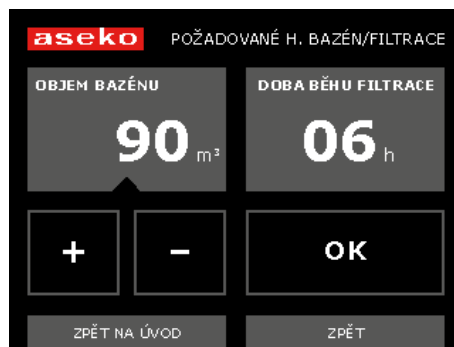 aseko POŽADOVANÉ H. BAZÉN/FILTRACE
OBJEM BAZÉNU
90 m³
DOBA BĚHU FILTRACE
06 h
+ - OK
ZPĚT NA ÚVOD ZPĚT